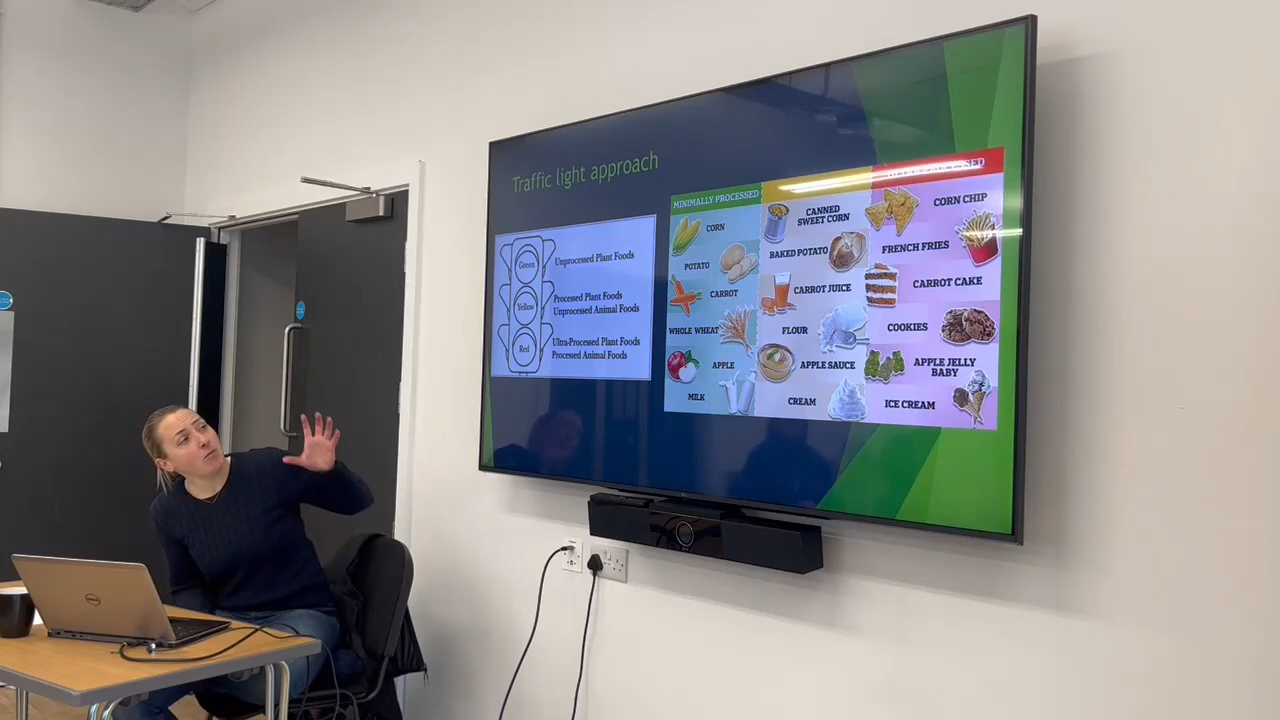 Traffic light approach
Green
Unprocessed Plant Foods
Yellow
Processed Plant Foods
Unprocessed Animal Foods
Red
Ultra-Processed Plant Foods
Processed Animal Foods
MINIMALLY PROCESSED
CORN
POTATO
CARROT
WHOLE WHEAT
APPLE
MILK
CANNED
SWEET CORN
BAKED POTATO
CARROT JUICE
FLOUR
APPLE SAUCE
CREAM
CORN CHIP
FRENCH FRIES
CARROT CAKE
COOKIES
APPLE JELLY
BABY
ICE CREAM
DELL